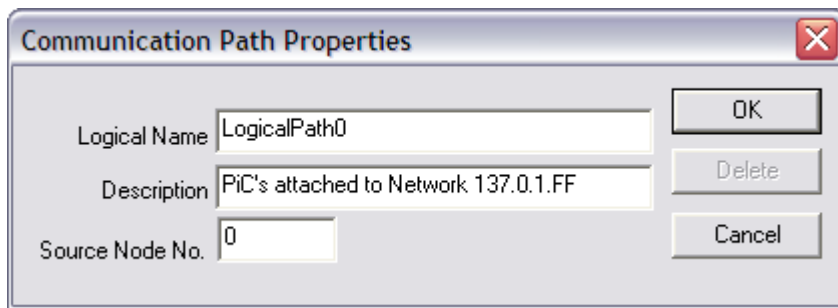 Communication Path Properties
Logical Name LogicalPath0
OK
Description PiC's attached to Network 137.0.1.FF
Delete
Source Node No. 0
Cancel